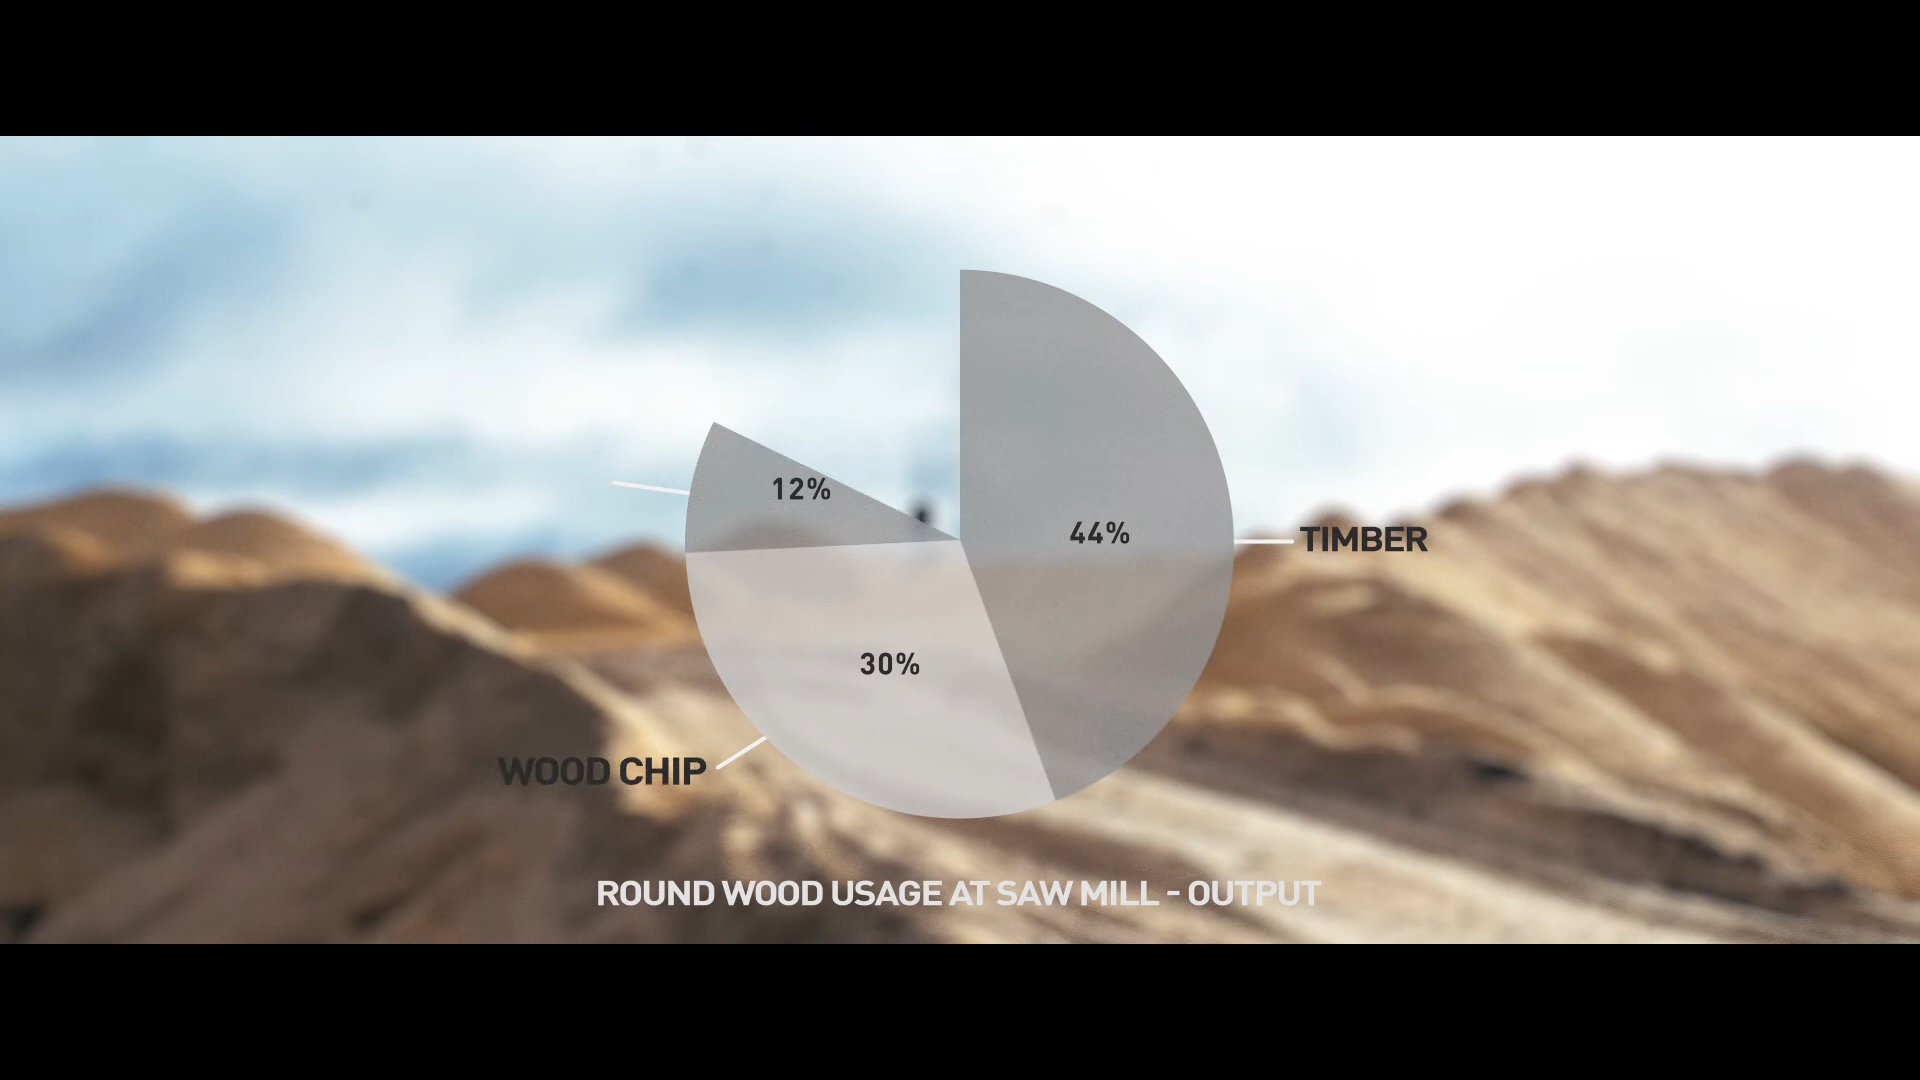 12%
44%
TIMBER
30%
WOOD CHIP
ROUND WOOD USAGE AT SAW MILL - OUTPUT